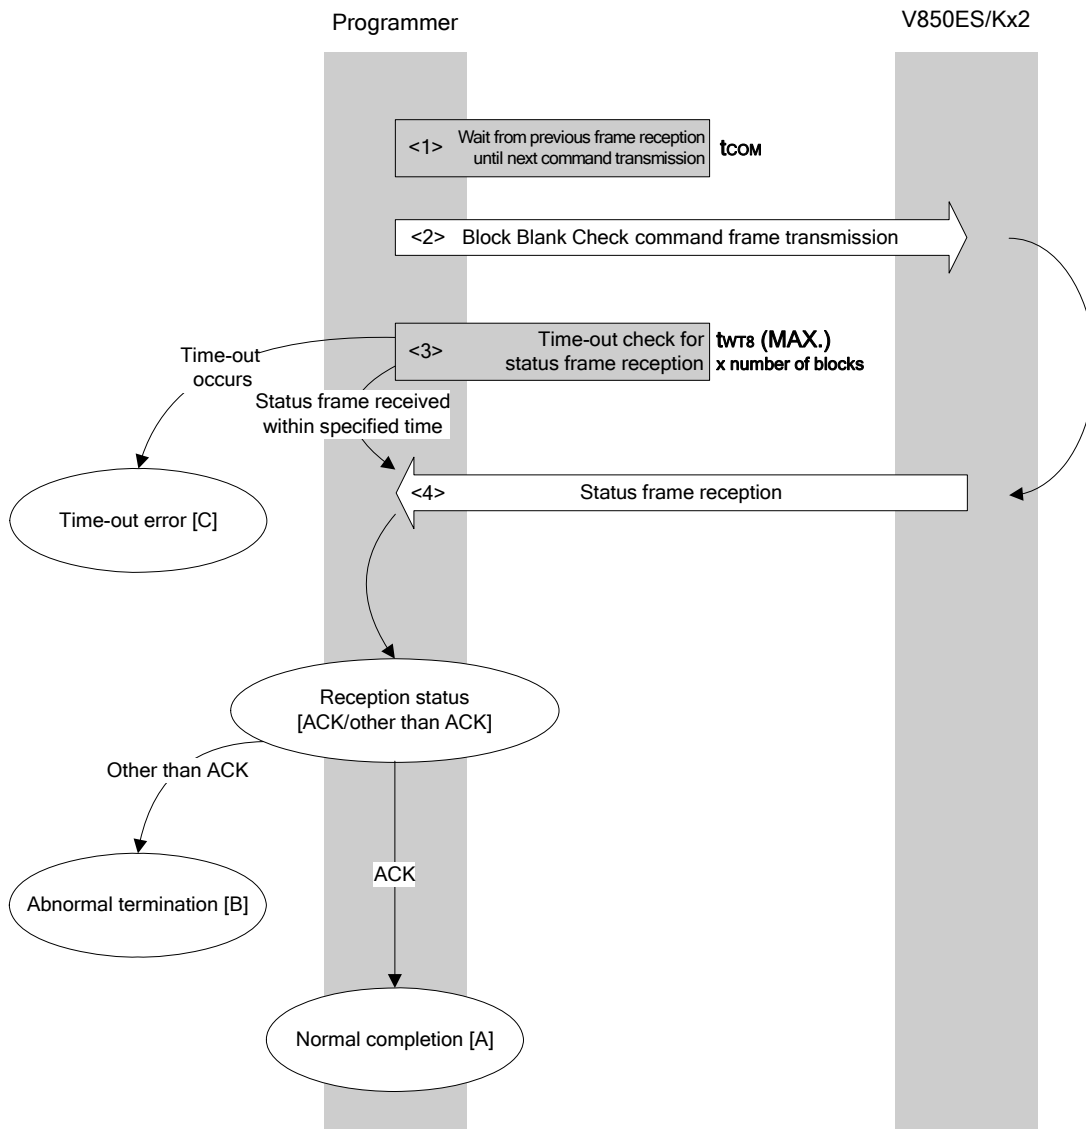 Programmer
V850ES/Kx2
<1> Wait from previous frame reception
until next command transmission
tCOM
<2> Block Blank Check command frame transmission
<3> Time-out check for
status frame reception
tWT8 (MAX.)
x number of blocks
Time-out
occurs
Status frame received
within specified time
<4> Status frame reception
Time-out error [C]
Reception status
[ACK/other than ACK]
Other than ACK
ACK
Abnormal termination [B]
Normal completion [A]